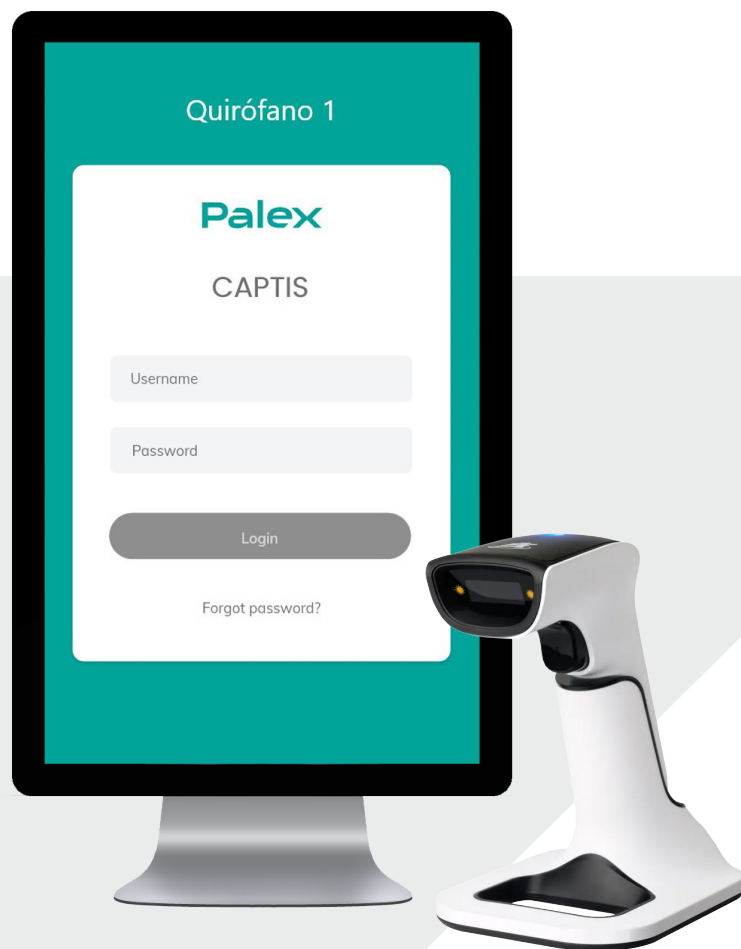 Quirófano 1
Palex
CAPTIS
Username
Password
Login
Forgot password?